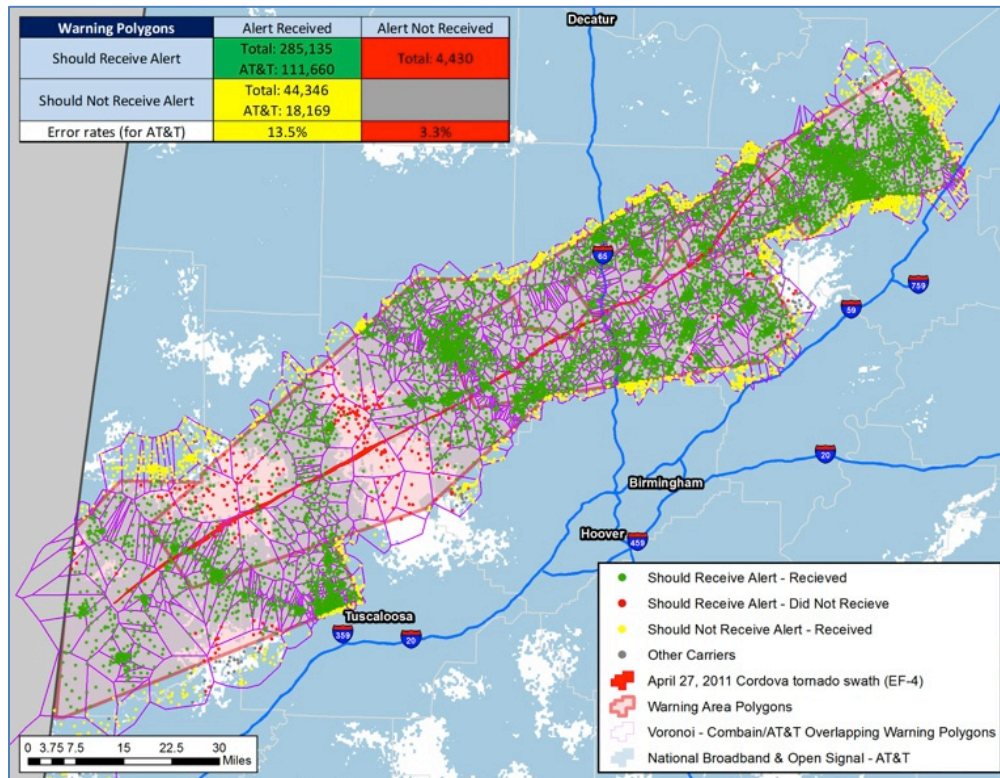 Warning Polygons Alert Received Alert Not Received
Should Receive Alert
Total: 285,135
AT&T: 111,660
Total: 4,430
Should Not Receive Alert
Total: 44,346
AT&T: 18,169
Error rates (for AT&T) 13.5% 3.3%
Decatur
65
759
59
20
Birmingham
Hoover
459
Tuscaloosa
359
20
Should Receive Alert - Recieved
Should Receive Alert - Did Not Recieve
Should Not Receive Alert - Received
Other Carriers
April 27, 2011 Cordova tornado swath (EF-4)
Warning Area Polygons
Voronoi - Combain/AT&T Overlapping Warning Polygons
National Broadband & Open Signal - AT&T
0 3.75 7.5 15 22.5 30
Miles